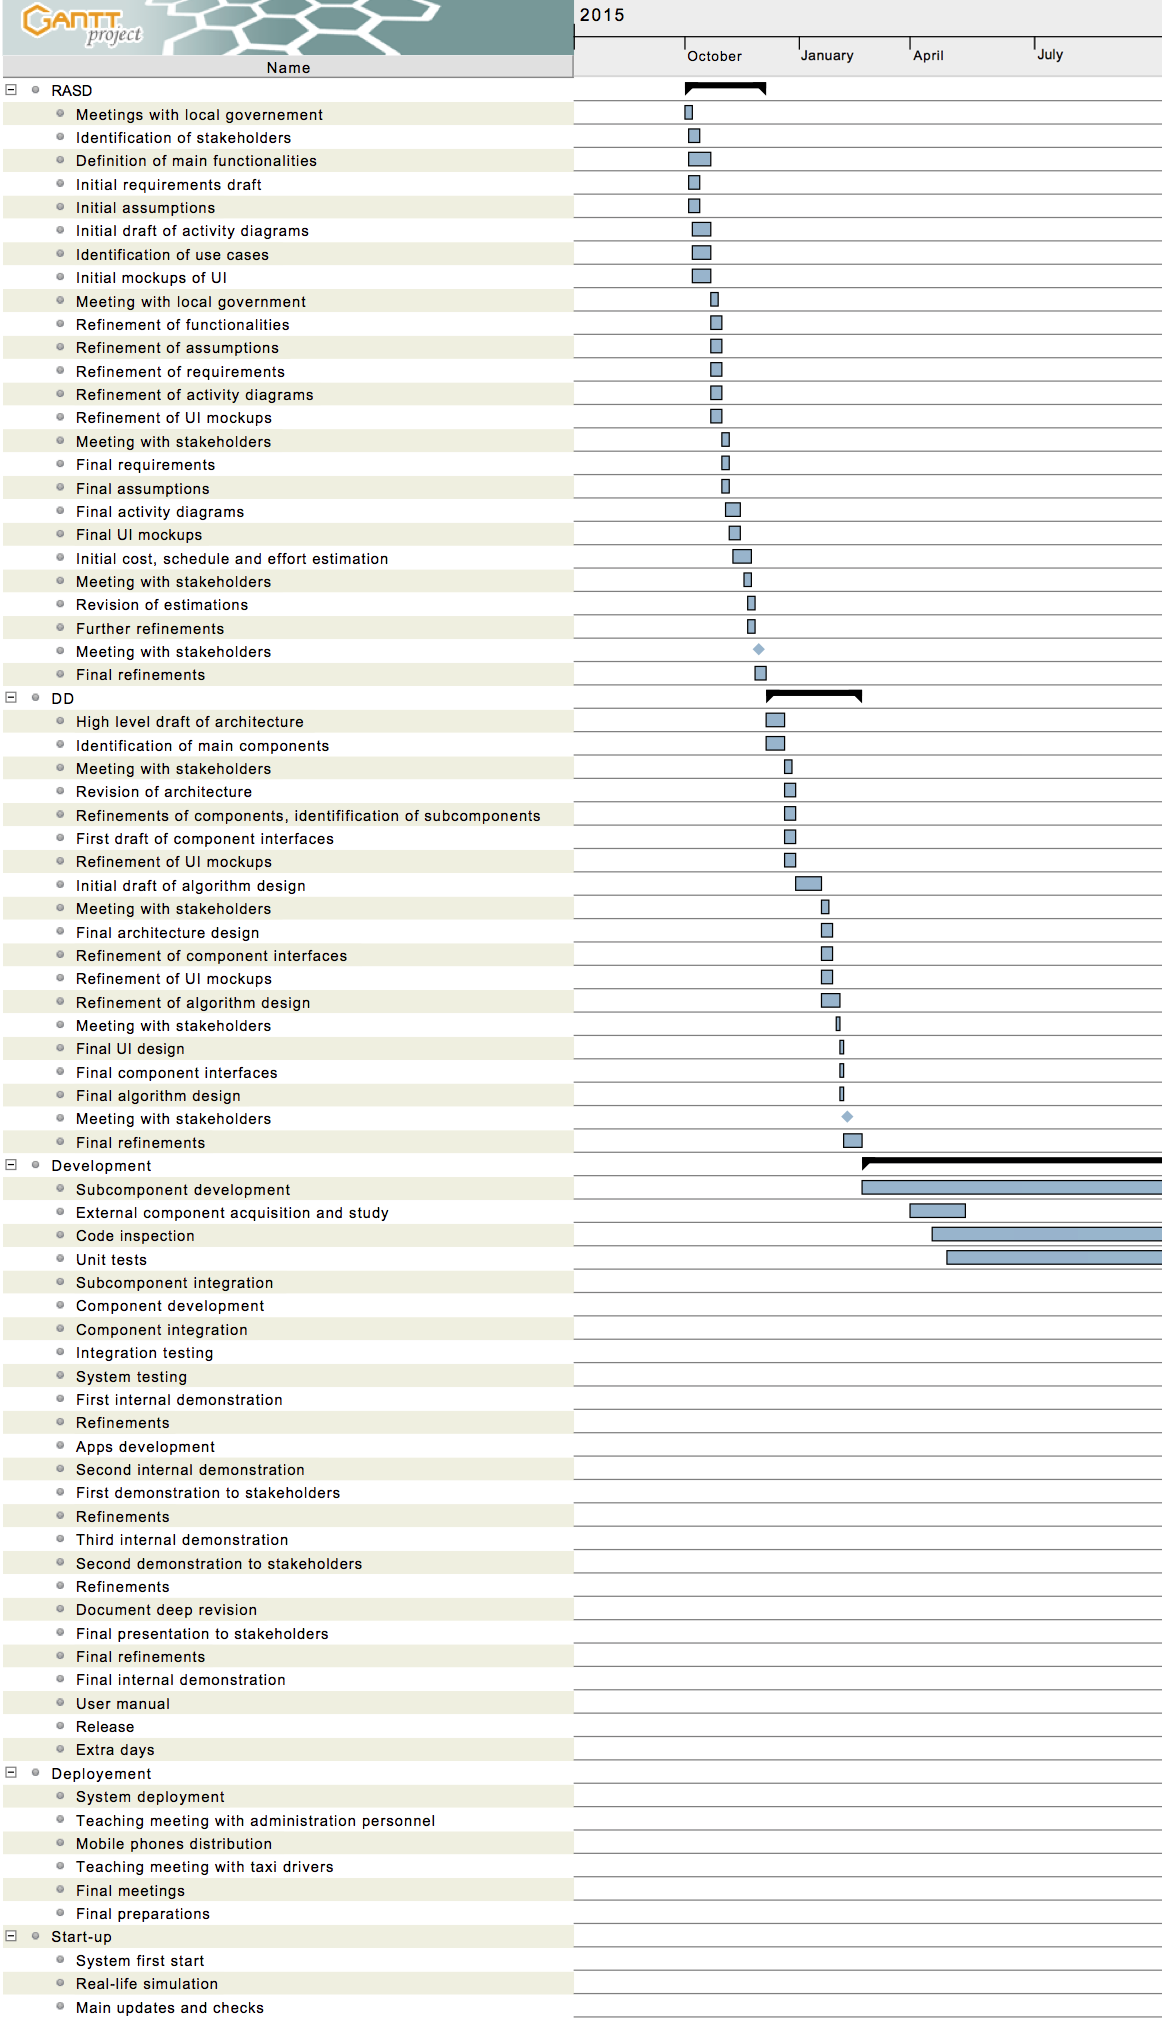 GANTT
project
2015
Name
October January April July
RASD
Meetings with local governement
Identification of stakeholders
Definition of main functionalities
Initial requirements draft
Initial assumptions
Initial draft of activity diagrams
Identification of use cases
Initial mockups of UI
Meeting with local government
Refinement of functionalities
Refinement of assumptions
Refinement of requirements
Refinement of activity diagrams
Refinement of UI mockups
Meeting with stakeholders
Final requirements
Final assumptions
Final activity diagrams
Final UI mockups
Initial cost, schedule and effort estimation
Meeting with stakeholders
Revision of estimations
Further refinements
Meeting with stakeholders
Final refinements
DD
High level draft of architecture
Identification of main components
Meeting with stakeholders
Revision of architecture
Refinements of components, identifification of subcomponents
First draft of component interfaces
Refinement of UI mockups
Initial draft of algorithm design
Meeting with stakeholders
Final architecture design
Refinement of component interfaces
Refinement of UI mockups
Refinement of algorithm design
Meeting with stakeholders
Final UI design
Final component interfaces
Final algorithm design
Meeting with stakeholders
Final refinements
Development
Subcomponent development
External component acquisition and study
Code inspection
Unit tests
Subcomponent integration
Component development
Component integration
Integration testing
System testing
First internal demonstration
Refinements
Apps development
Second internal demonstration
First demonstration to stakeholders
Refinements
Third internal demonstration
Second demonstration to stakeholders
Refinements
Document deep revision
Final presentation to stakeholders
Final refinements
Final internal demonstration
User manual
Release
Extra days
Deployement
System deployment
Teaching meeting with administration personnel
Mobile phones distribution
Teaching meeting with taxi drivers
Final meetings
Final preparations
Start-up
System first start
Real-life simulation
Main updates and checks